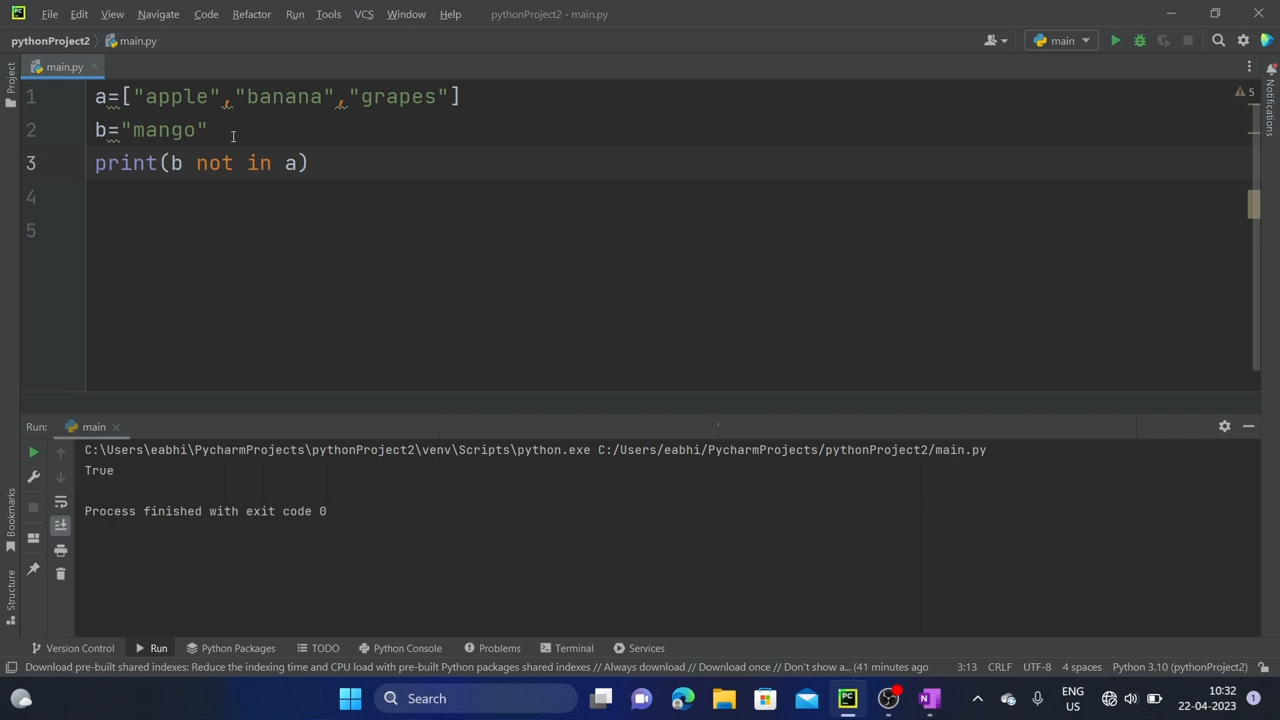 File Edit View Navigate Code Refactor Run Tools VCS Window Help pythonProject2 - main.py
pythonProject2 main.py main
Project main.py
1 a=["apple","banana","grapes"] 5
2 b="mango"
3 print(b not in a)
4
5
Notifications
Run: main
C:\Users\eabhi\PycharmProjects\pythonProject2\venv\Scripts\python.exe C:/Users/eabhi/PycharmProjects/pythonProject2/main.py
True
Process finished with exit code 0
Bookmarks
Structure
Version Control Run Python Packages TODO Python Console Problems Terminal Services
Download pre-built shared indexes: Reduce the indexing time and CPU load with pre-built Python packages shared indexes // Always download // Download once // Don't show a... (41 minutes ago 3:13 CRLF UTF-8 4 spaces Python 3.10 (pythonProject2)
PC Search PC ENG 10:32
US 22-04-2023 1